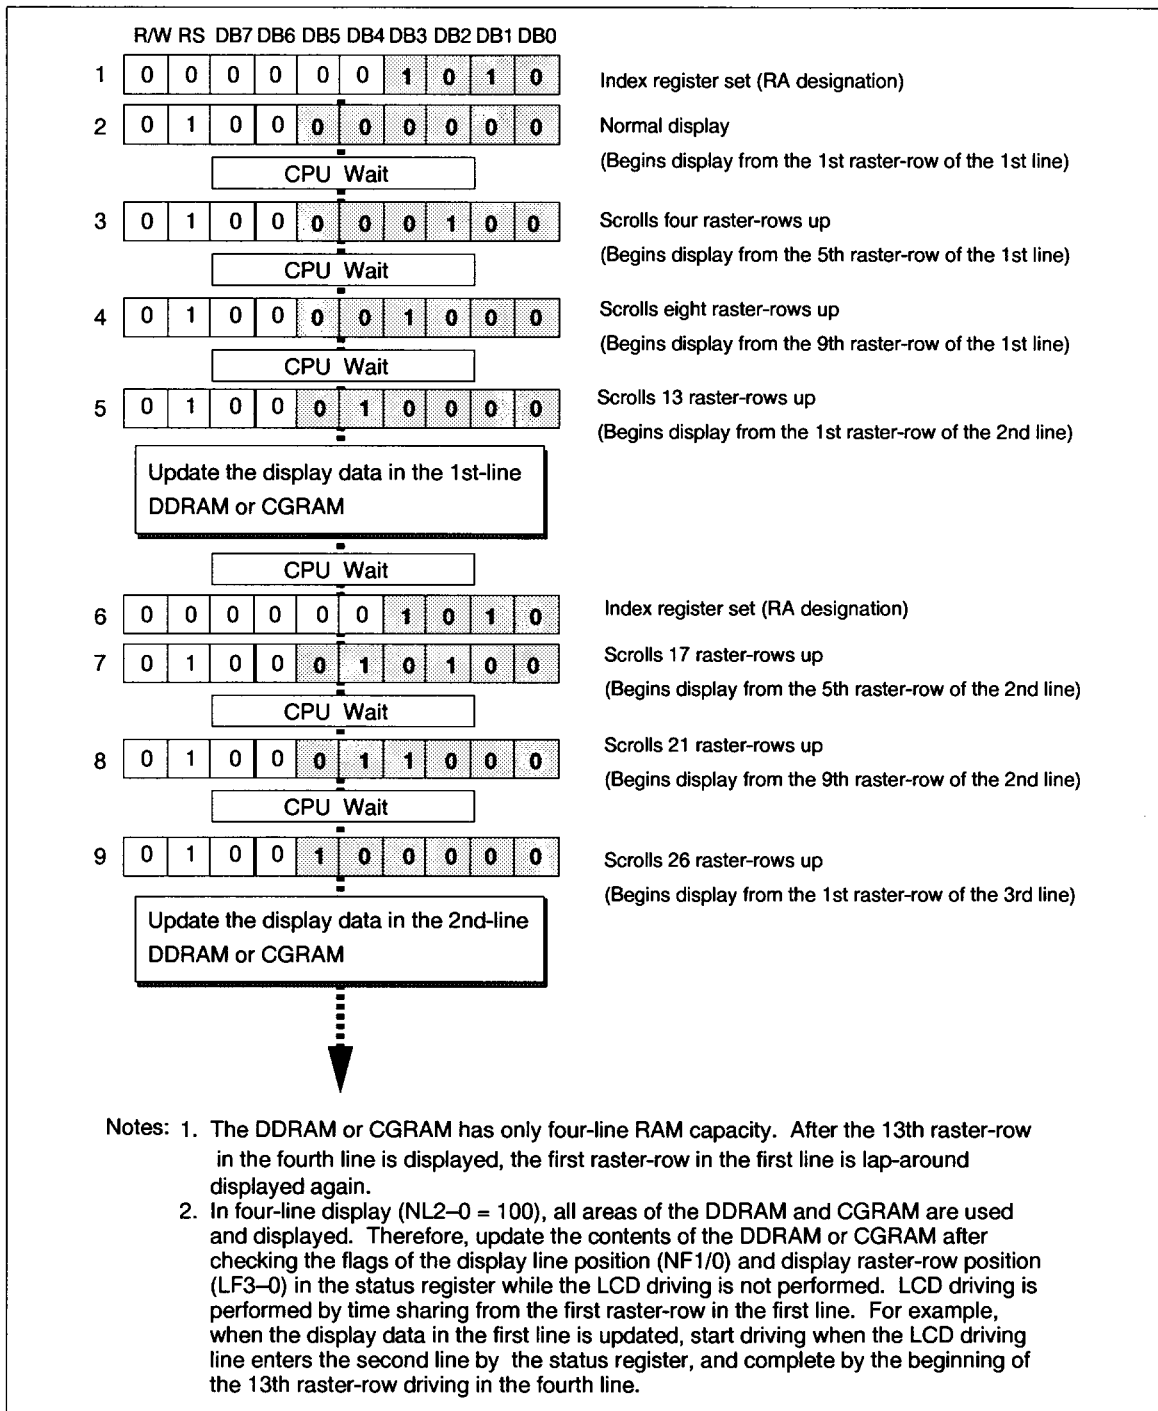 R/W RS DB7 DB6 DB5 DB4 DB3 DB2 DB1 DB0
1 0 0 0 0 0 0 1 0 1 0 Index register set (RA designation)
2 0 1 0 0 0 0 0 0 0 0 Normal display
(Begins display from the 1st raster-row of the 1st line)
CPU Wait
3 0 1 0 0 0 0 0 1 0 0 Scrolls four raster-rows up
(Begins display from the 5th raster-row of the 1st line)
CPU Wait
4 0 1 0 0 0 0 1 0 0 0 Scrolls eight raster-rows up
(Begins display from the 9th raster-row of the 1st line)
CPU Wait
5 0 1 0 0 0 1 0 0 0 0 Scrolls 13 raster-rows up
(Begins display from the 1st raster-row of the 2nd line)
Update the display data in the 1st-line
DDRAM or CGRAM
CPU Wait
6 0 0 0 0 0 0 1 0 1 0 Index register set (RA designation)
7 0 1 0 0 0 1 0 1 0 0 Scrolls 17 raster-rows up
(Begins display from the 5th raster-row of the 2nd line)
CPU Wait
8 0 1 0 0 0 1 1 0 0 0 Scrolls 21 raster-rows up
(Begins display from the 9th raster-row of the 2nd line)
CPU Wait
9 0 1 0 0 1 0 0 0 0 0 Scrolls 26 raster-rows up
(Begins display from the 1st raster-row of the 3rd line)
Update the display data in the 2nd-line
DDRAM or CGRAM
Notes: 1. The DDRAM or CGRAM has only four-line RAM capacity. After the 13th raster-row
in the fourth line is displayed, the first raster-row in the first line is lap-around
displayed again.
2. In four-line display (NL2–0 = 100), all areas of the DDRAM and CGRAM are used
and displayed. Therefore, update the contents of the DDRAM or CGRAM after
checking the flags of the display line position (NF1/0) and display raster-row position
(LF3–0) in the status register while the LCD driving is not performed. LCD driving is
performed by time sharing from the first raster-row in the first line. For example,
when the display data in the first line is updated, start driving when the LCD driving
line enters the second line by the status register, and complete by the beginning of
the 13th raster-row driving in the fourth line.